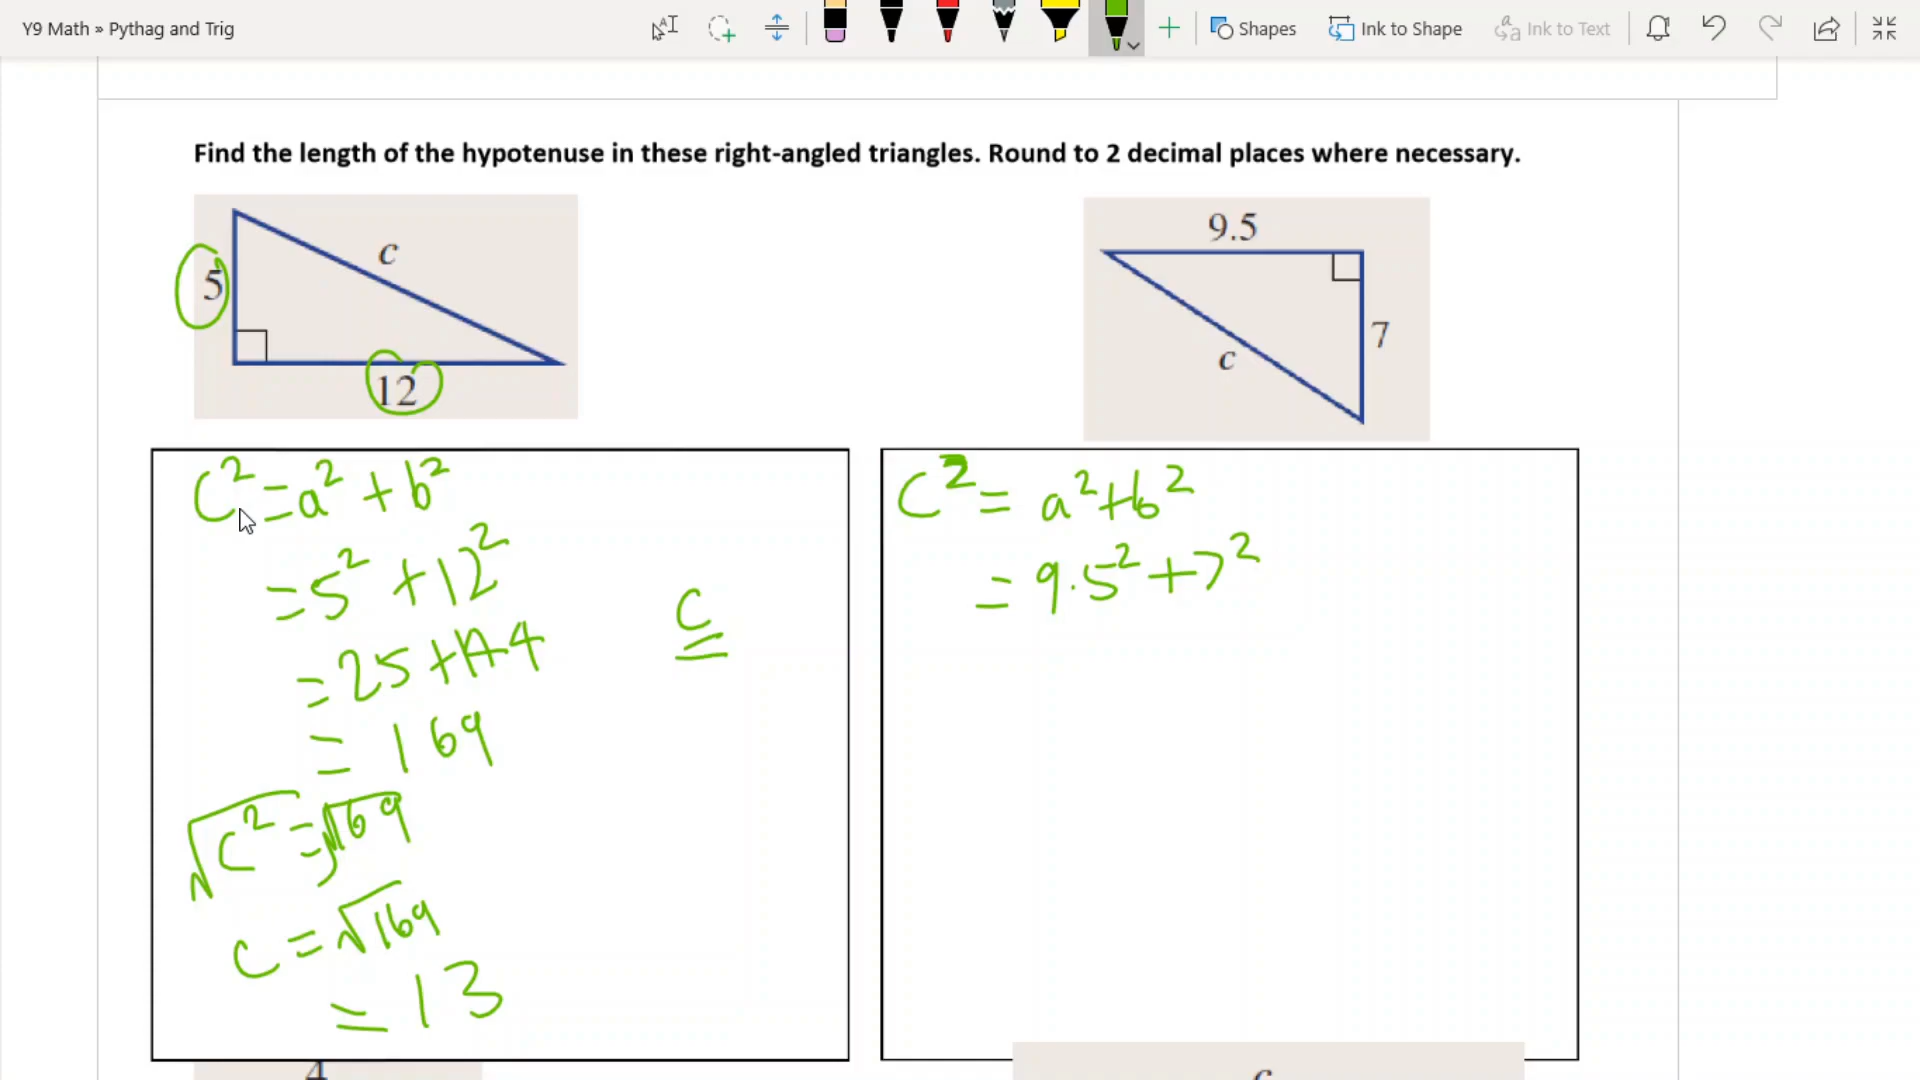 Y9 Math » Pythag and Trig
Shapes
Ink to Shape
Ink to Text
Find the length of the hypotenuse in these right-angled triangles. Round to 2 decimal places where necessary.
5
c
12
9.5
7
c
C² = a² + b²
= 5² + 12²
= 25 + 144
= 169
√C² = √169
C = √169
= 13
C
C² = a² + b²
= 9.5² + 7²
4
c